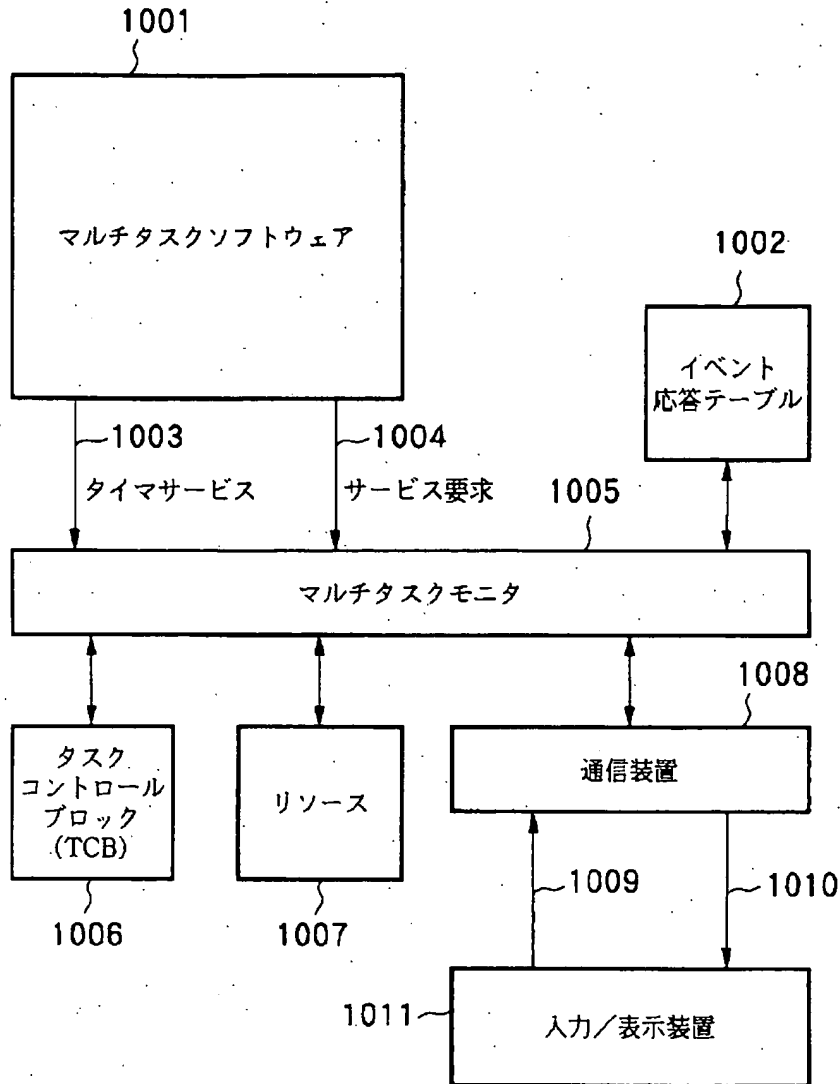 1001
マルチタスクソフトウェア
1002
イベント
応答テーブル
1003
タイマサービス
1004
サービス要求
1005
マルチタスクモニタ
1008
タスク
コントロール
ブロック
(TCB)
リソース
通信装置
1006
1007
1009
1010
1011
入力/表示装置